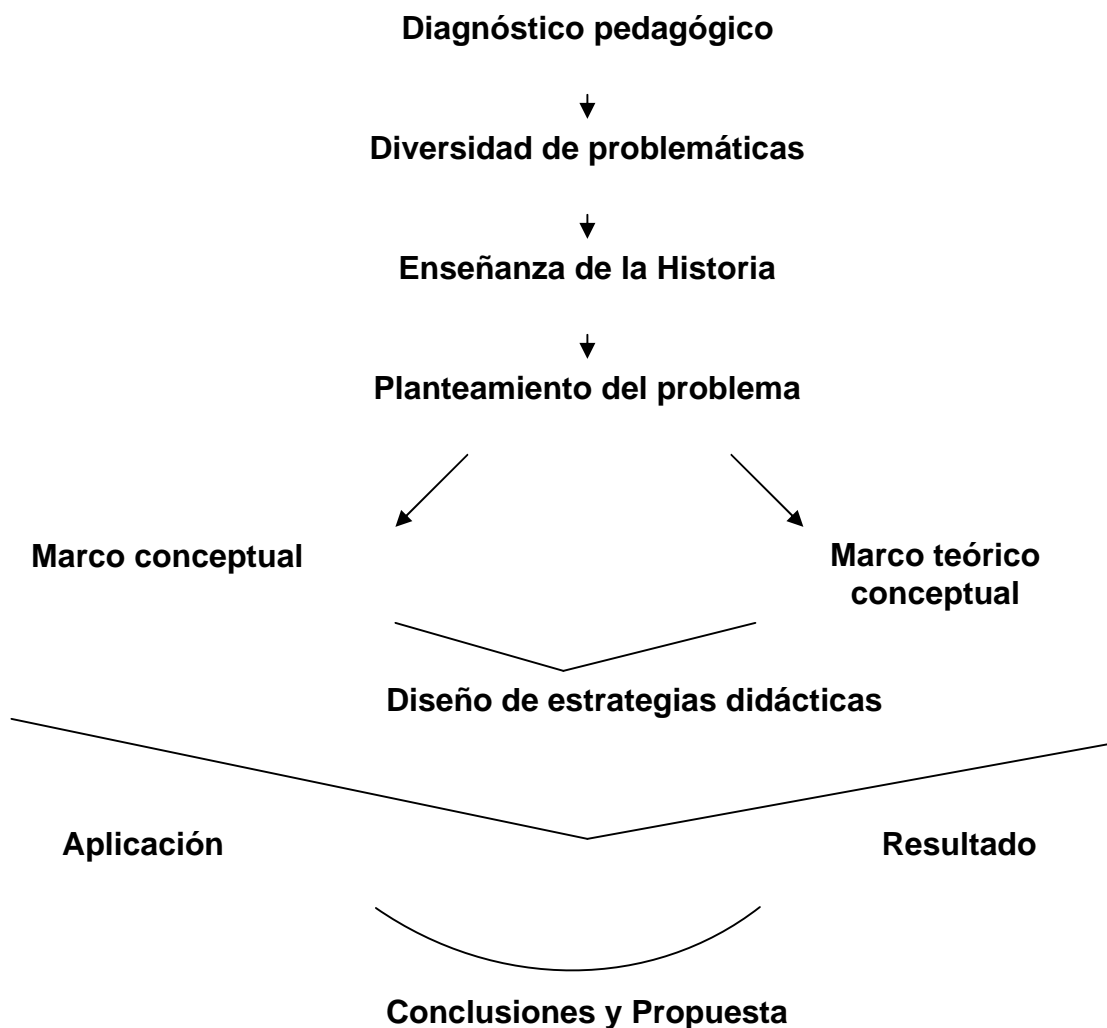 Diagnóstico pedagógico
Diversidad de problemáticas
Enseñanza de la Historia
Planteamiento del problema
Marco conceptual
Marco teórico
conceptual
Diseño de estrategias didácticas
Aplicación
Resultado
Conclusiones y Propuesta